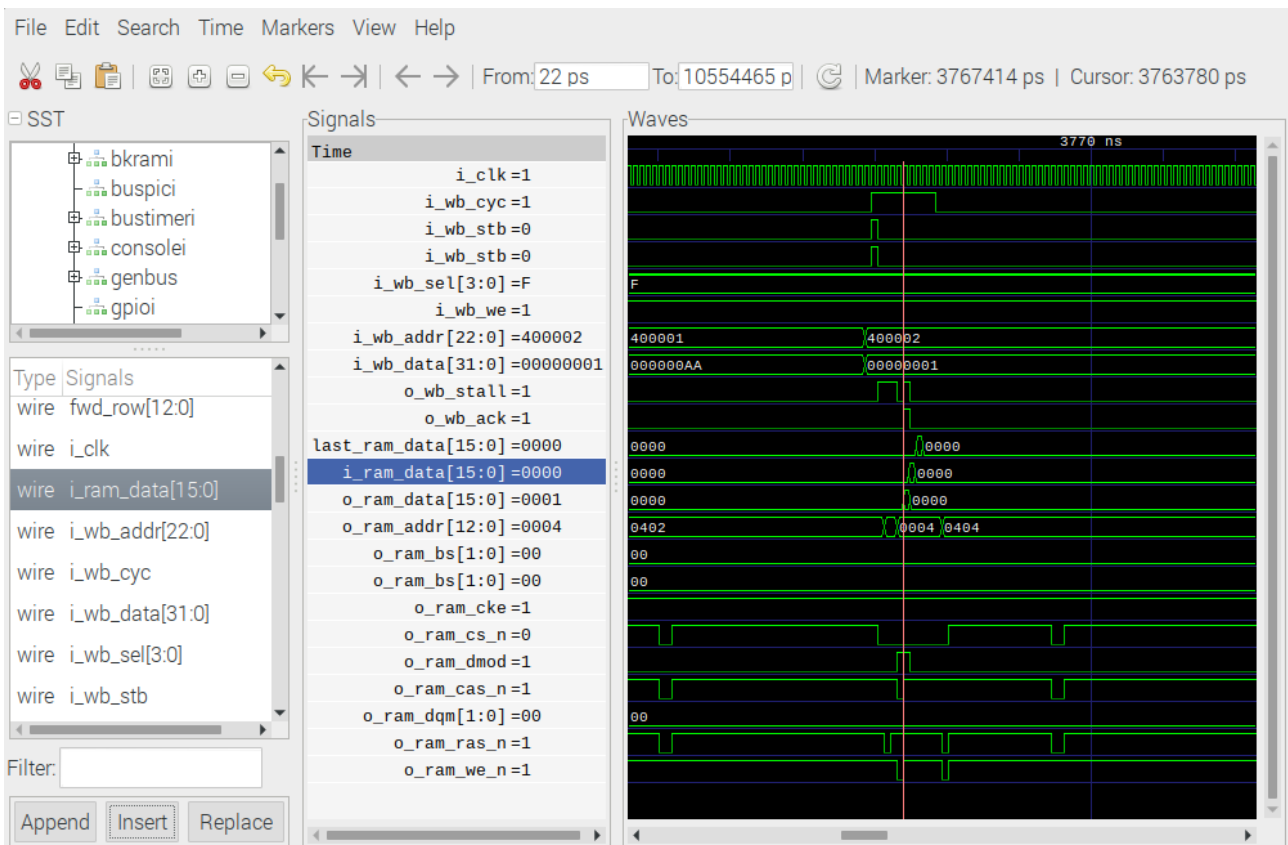 File Edit Search Time Markers View Help
From: 22 ps To: 10554465 p Marker: 3767414 ps | Cursor: 3763780 ps
SST
bkrami
buspici
bustimeri
consolei
genbus
gpioi
Type Signals
wire fwd_row[12:0]
wire i_clk
wire i_ram_data[15:0]
wire i_wb_addr[22:0]
wire i_wb_cyc
wire i_wb_data[31:0]
wire i_wb_sel[3:0]
wire i_wb_stb
Filter:
Append Insert Replace
Signals
Time
i_clk=1
i_wb_cyc=1
i_wb_stb=0
i_wb_stb=0
i_wb_sel[3:0]=F
i_wb_we=1
i_wb_addr[22:0]=400002
i_wb_data[31:0]=00000001
o_wb_stall=1
o_wb_ack=1
last_ram_data[15:0]=0000
i_ram_data[15:0]=0000
o_ram_data[15:0]=0001
o_ram_addr[12:0]=0004
o_ram_bs[1:0]=00
o_ram_bs[1:0]=00
o_ram_cke=1
o_ram_cs_n=0
o_ram_dmod=1
o_ram_cas_n=1
o_ram_dqm[1:0]=00
o_ram_ras_n=1
o_ram_we_n=1
Waves
3770 ns
F
400001 400002
000000AA 00000001
0000 0000
0000 0000
0000 0000
0402 0004 0404
00
00
00